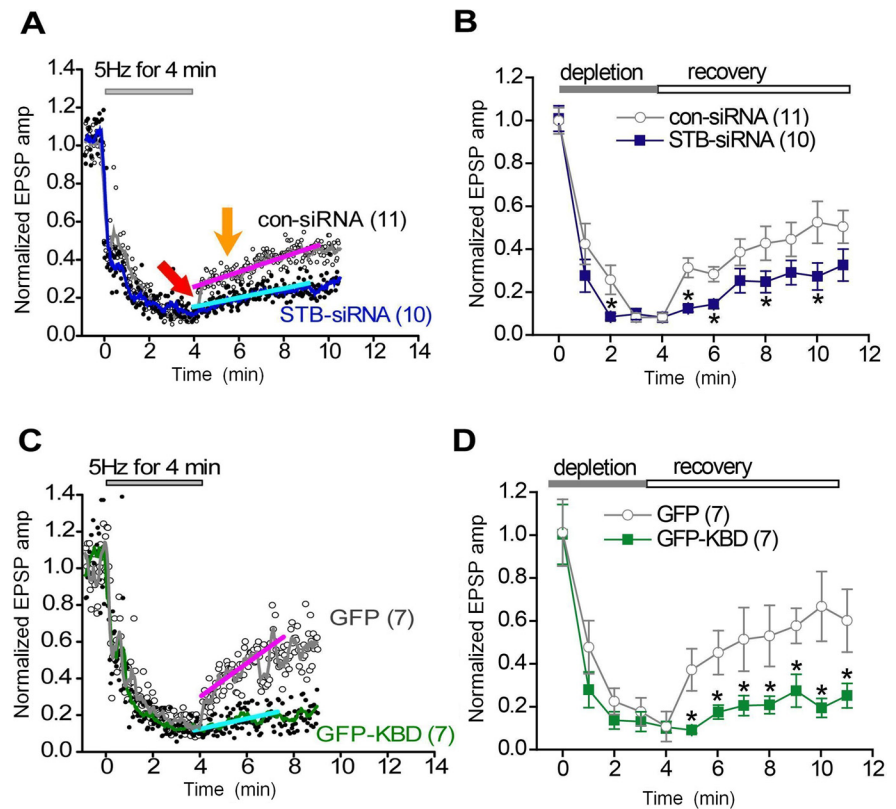 A
5Hz for 4 min
1.4
1.2
1.0
0.8
0.6
0.4
0.2
0.0
Normalized EPSP amp
con-siRNA (11)
STB-siRNA (10)
0 2 4 6 8 10 12 14
Time (min)
B
depletion recovery
1.2
1.0
0.8
0.6
0.4
0.2
0.0
Normalized EPSP amp
con-siRNA (11)
STB-siRNA (10)
* * * * *
0 2 4 6 8 10 12
Time (min)
C
5Hz for 4 min
1.4
1.2
1.0
0.8
0.6
0.4
0.2
0.0
Normalized EPSP amp
GFP (7)
GFP-KBD (7)
0 2 4 6 8 10 12 14
Time (min)
D
depletion recovery
1.2
1.0
0.8
0.6
0.4
0.2
0.0
Normalized EPSP amp
GFP (7)
GFP-KBD (7)
* * * * * * *
0 2 4 6 8 10 12
Time (min)